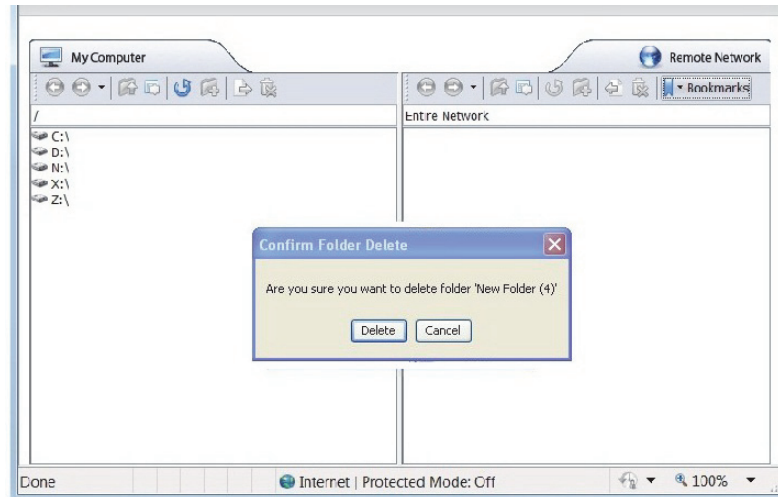 My Computer
Remote Network
Bookmarks
/
Entire Network
C:\
D:\
N:\
X:\
Z:\
Confirm Folder Delete
Are you sure you want to delete folder 'New Folder (4)'
Delete
Cancel
Done
Internet | Protected Mode: Off
100%